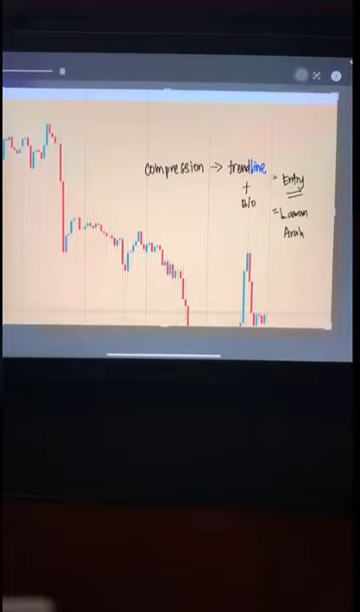 compression → trendline
+
B/O
= Entry
= Lawan
Arah